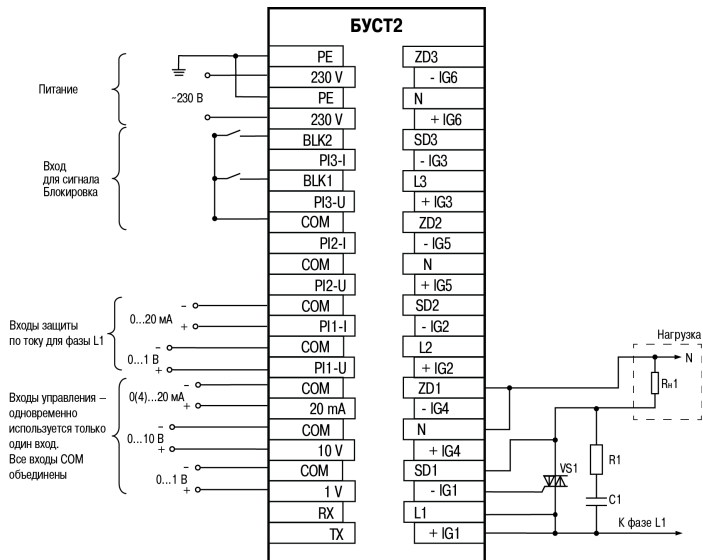 БУСТ2
PE
230 V
PE
230 V
BLK2
PI3-I
BLK1
PI3-U
COM
PI2-I
COM
PI2-U
COM
PI1-I
COM
PI1-U
COM
20 mA
COM
10 V
COM
1 V
RX
TX
ZD3
- IG6
N
+ IG6
SD3
- IG3
L3
+ IG3
ZD2
- IG5
N
+ IG5
SD2
- IG2
L2
+ IG2
ZD1
- IG4
N
+ IG4
SD1
- IG1
L1
+ IG1
Питание
~230 В
Вход
для сигнала
Блокировка
Входы защиты
по току для фазы L1
–
0...20 мА
+
–
0...1 В
+
Входы управления –
одновременно
используется только
один вход.
Все входы COM
объединены
–
0(4)...20 мА
+
–
0...10 В
+
–
0...1 В
+
Нагрузка
N
Rн1
R1
VS1
C1
К фазе L1